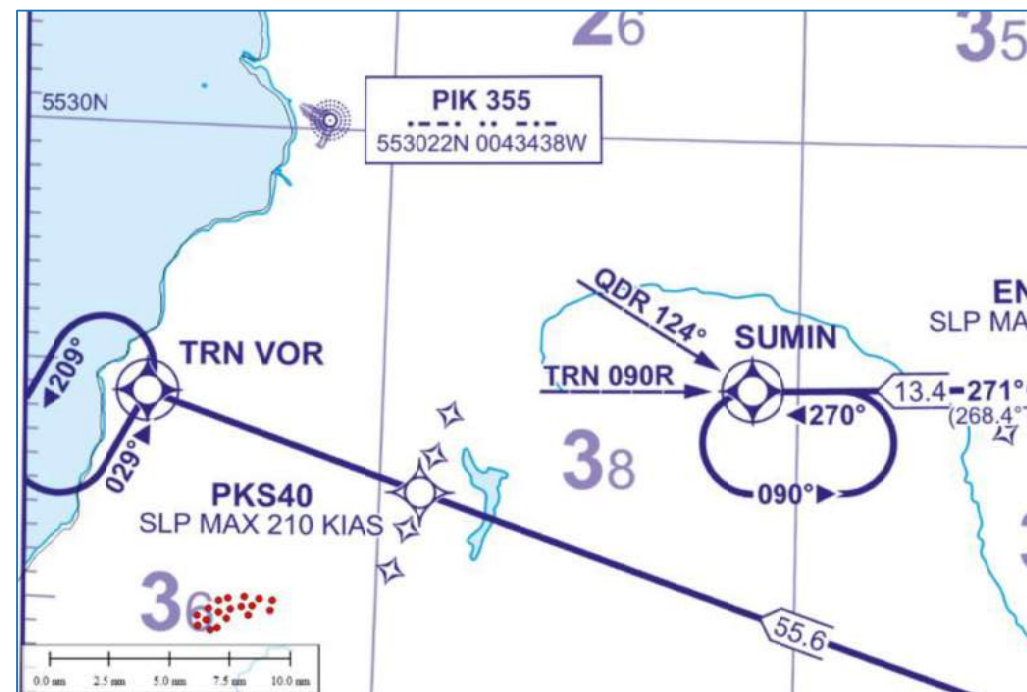 26
35
5530N
PIK 355
553022N 0043438W
QDR 124°
EN
SLP MA
SUMIN
TRN VOR
209°
TRN 090R
13.4
271°
(268.4°T
270°
029°
38
PKS40
090°
SLP MAX 210 KIAS
36
55.6
0.0 nm 2.5 nm 5.0 nm 7.5 nm 10.0 nm